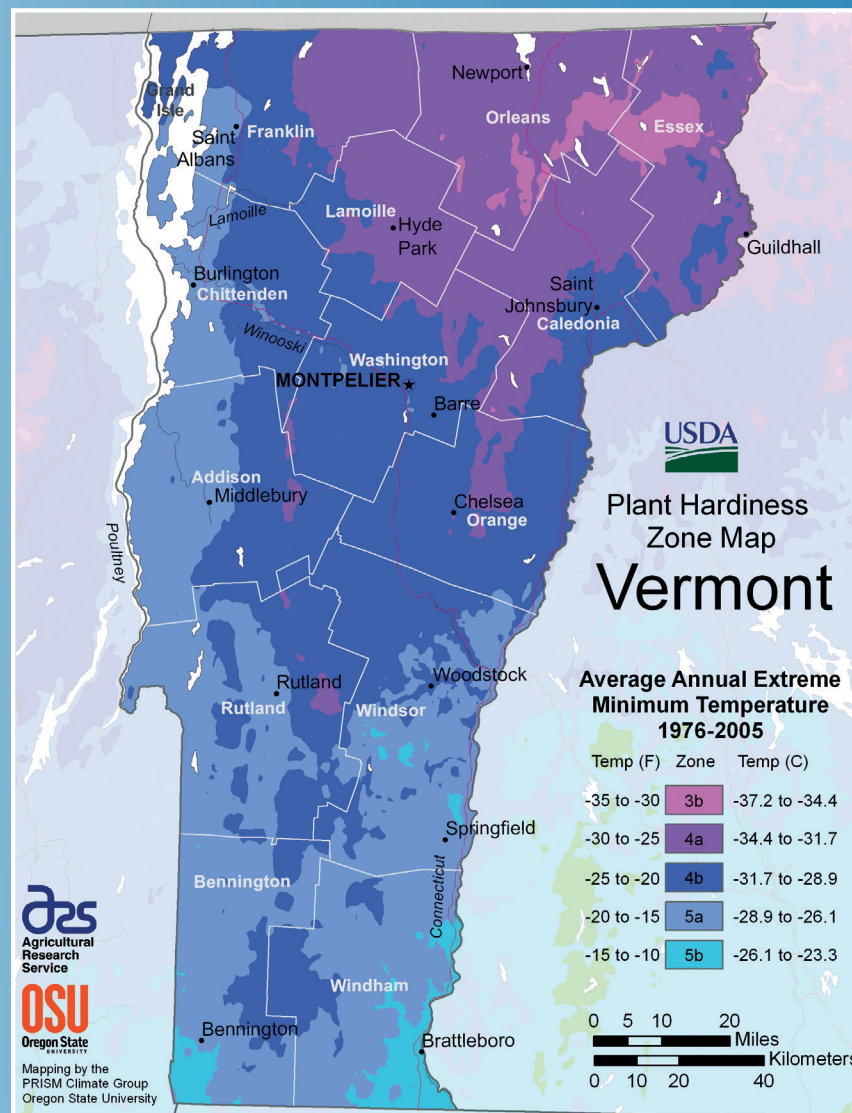 Grand
Isle
Saint
Albans
Franklin
Newport
Orleans
Essex
Lamoille
Lamoille
Hyde
Park
Guildhall
Burlington
Chittenden
Winooski
Saint
Johnsbury
Caledonia
Washington
MONTPELIER
Barre
Addison
Middlebury
Chelsea
Orange
Poultney
Rutland
Rutland
Woodstock
Windsor
Springfield
Bennington
Connecticut
Windham
Bennington
Brattleboro
USDA
Plant Hardiness
Zone Map
Vermont
Average Annual Extreme
Minimum Temperature
1976-2005
Temp (F) Zone Temp (C)
-35 to -30 3b -37.2 to -34.4
-30 to -25 4a -34.4 to -31.7
-25 to -20 4b -31.7 to -28.9
-20 to -15 5a -28.9 to -26.1
-15 to -10 5b -26.1 to -23.3
0 5 10 20
Miles
Kilometers
0 10 20 40
ars
Agricultural
Research
Service
OSU
Oregon State
UNIVERSITY
Mapping by the
PRISM Climate Group
Oregon State University